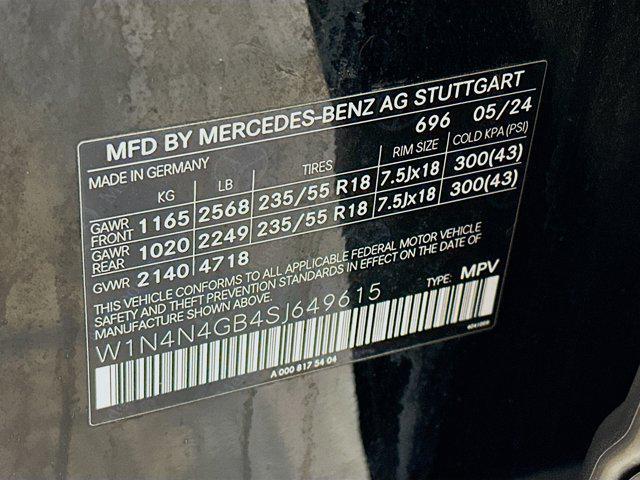 MFD BY MERCEDES-BENZ AG STUTTGART
MADE IN GERMANY 696 05/24
KG LB TIRES RIM SIZE COLD KPA (PSI)
GAWR FRONT 1165 2568 235/55 R18 7.5Jx18 300(43)
GAWR REAR 1020 2249 235/55 R18 7.5Jx18 300(43)
GVWR 2140 4718
THIS VEHICLE CONFORMS TO ALL APPLICABLE FEDERAL MOTOR VEHICLE
SAFETY AND THEFT PREVENTION STANDARDS IN EFFECT ON THE DATE OF
MANUFACTURE SHOWN ABOVE.
W1N4N4GB4SJ649615 TYPE: MPV
A 000 817 54 04